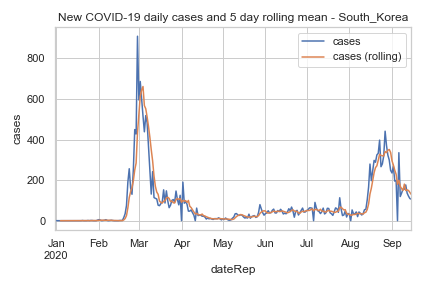 New COVID-19 daily cases and 5 day rolling mean - South_Korea
cases
cases (rolling)
800
600
400
200
0
cases
Jan Feb Mar Apr May Jun Jul Aug Sep
2020
dateRep